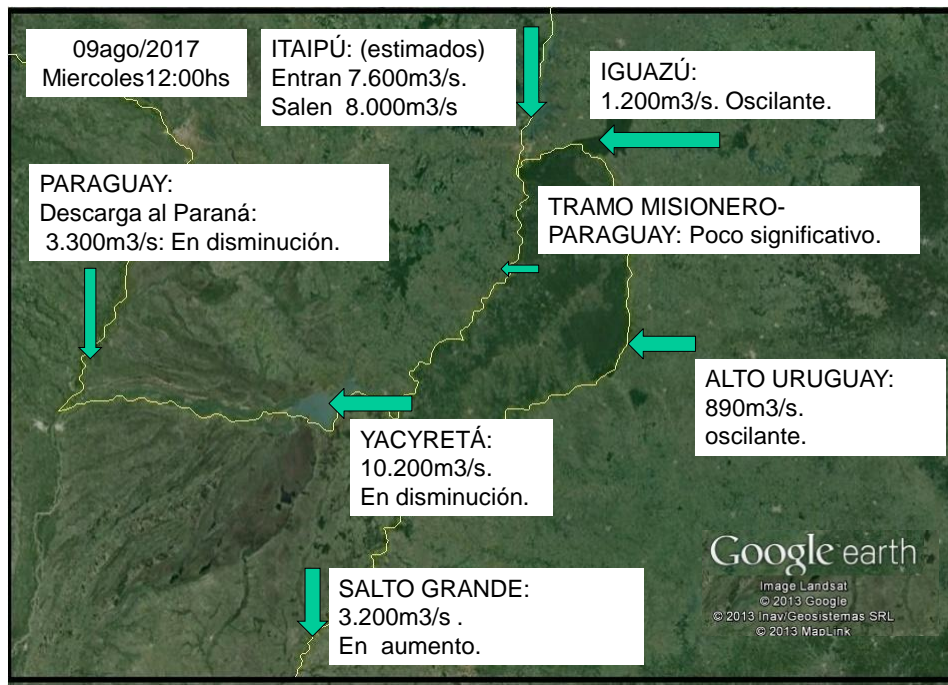 09ago/2017
Miercoles12:00hs
ITAIPÚ: (estimados)
Entran 7.600m3/s.
Salen 8.000m3/s
IGUAZÚ:
1.200m3/s. Oscilante.
PARAGUAY:
Descarga al Paraná:
3.300m3/s: En disminución.
TRAMO MISIONERO-
PARAGUAY: Poco significativo.
ALTO URUGUAY:
890m3/s.
oscilante.
YACYRETÁ:
10.200m3/s.
En disminución.
SALTO GRANDE:
3.200m3/s .
En aumento.
Google earth
Image Landsat
© 2013 Google
© 2013 Inav/Geosistemas SRL
© 2013 MapLink